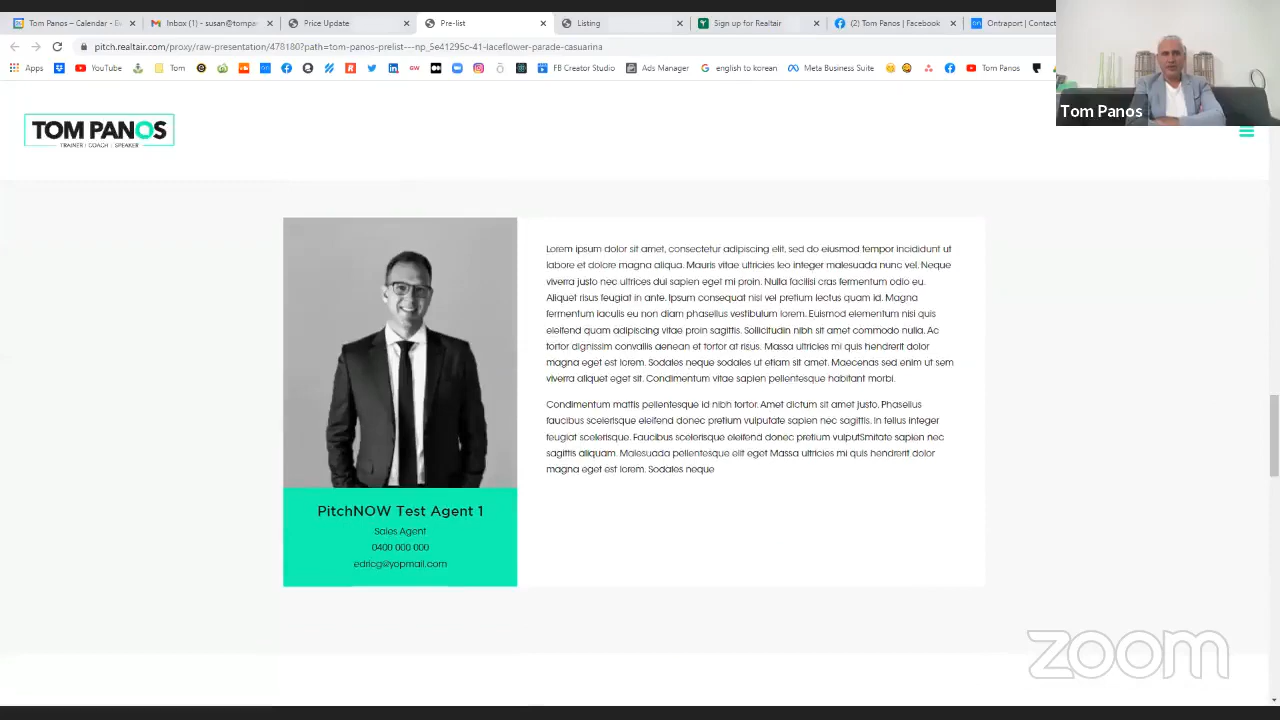 Tom Panos – Calendar - Ev
Inbox (1) - susan@tompan
Price Update
Pre-list
Listing
Sign up for Realtair
(2) Tom Panos | Facebook
Ontraport | Contact
pitch.realtair.com/proxy/raw-presentation/478180?path=tom-panos-prelist---np_5e41295c-41-laceflower-parade-casuarina
Apps
YouTube
Tom
GW
FB Creator Studio
Ads Manager
english to korean
Meta Business Suite
Tom Panos
Tom Panos
TOM PANOS
TRAINER | COACH | SPEAKER
Lorem ipsum dolor sit amet, consectetur adipiscing elit, sed do eiusmod tempor incididunt ut
labore et dolore magna aliqua. Mauris vitae ultricies leo integer malesuada nunc vel. Neque
viverra justo nec ultrices dui sapien eget mi proin. Nulla facilisi cras fermentum odio eu.
Aliquet risus feugiat in ante. Ipsum consequat nisl vel pretium lectus quam id. Magna
fermentum iaculis eu non diam phasellus vestibulum lorem. Euismod elementum nisi quis
eleifend quam adipiscing vitae proin sagittis. Sollicitudin nibh sit amet commodo nulla. Ac
tortor dignissim convallis aenean et tortor at risus. Massa ultricies mi quis hendrerit dolor
magna eget est lorem. Sodales neque sodales ut etiam sit amet. Maecenas sed enim ut sem
viverra aliquet eget sit. Condimentum vitae sapien pellentesque habitant morbi.
Condimentum mattis pellentesque id nibh tortor. Amet dictum sit amet justo. Phasellus
faucibus scelerisque eleifend donec pretium vulputate sapien nec sagittis. In tellus integer
feugiat scelerisque. Faucibus scelerisque eleifend donec pretium vulputSmitate sapien nec
sagittis aliquam. Malesuada pellentesque elit eget Massa ultricies mi quis hendrerit dolor
magna eget est lorem. Sodales neque
PitchNOW Test Agent 1
Sales Agent
0400 000 000
edricg@yopmail.com
zoom